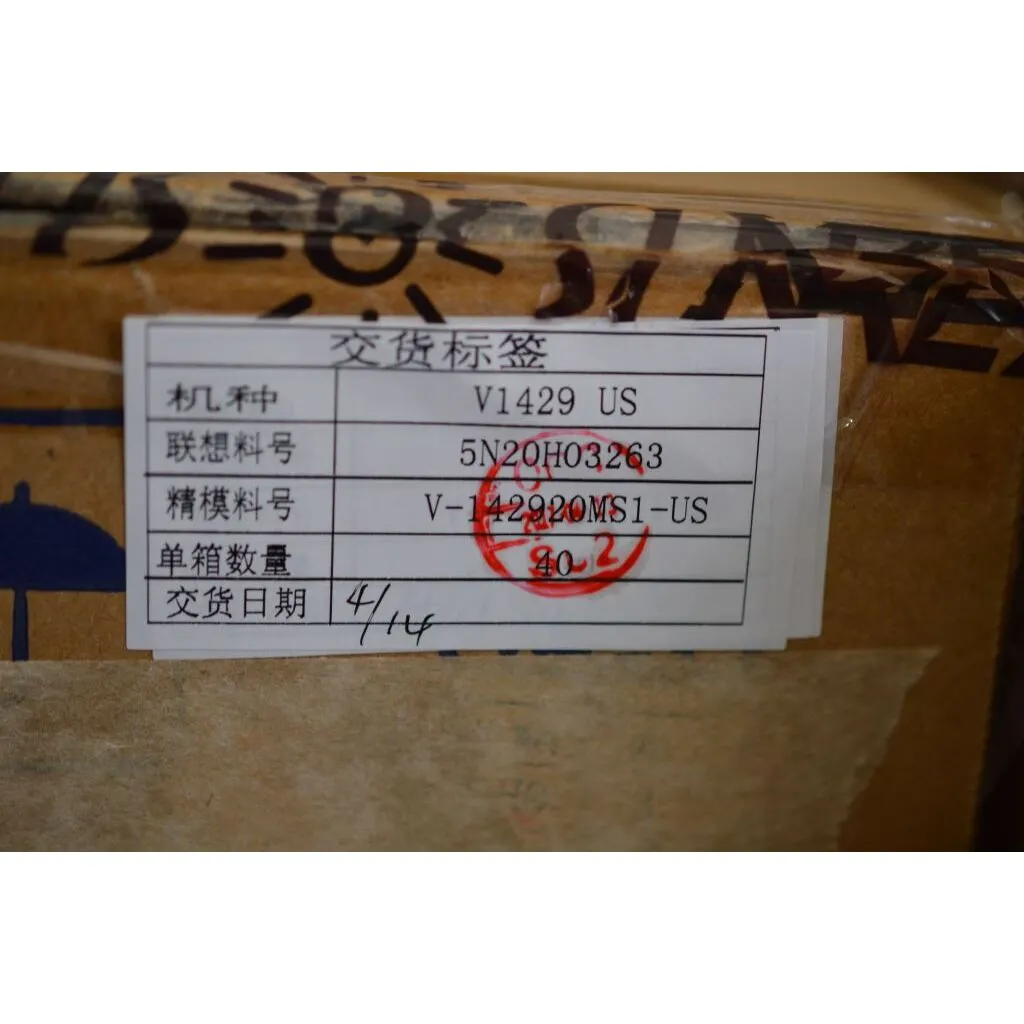 交货标签
机种 V1429 US
联想料号 5N20H03263
精模料号 V-142920MS1-US
单箱数量 40
交货日期 4/14